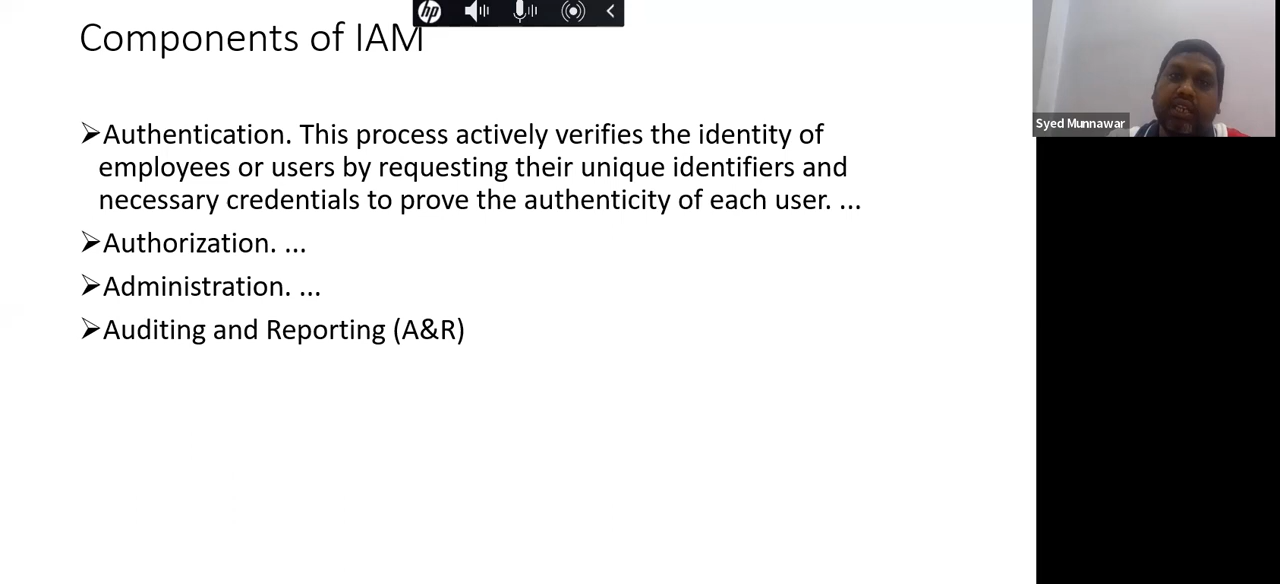 hp
Components of IAM
➢Authentication. This process actively verifies the identity of
employees or users by requesting their unique identifiers and
necessary credentials to prove the authenticity of each user. ...
➢Authorization. ...
➢Administration. ...
➢Auditing and Reporting (A&R)
Syed Munnawar